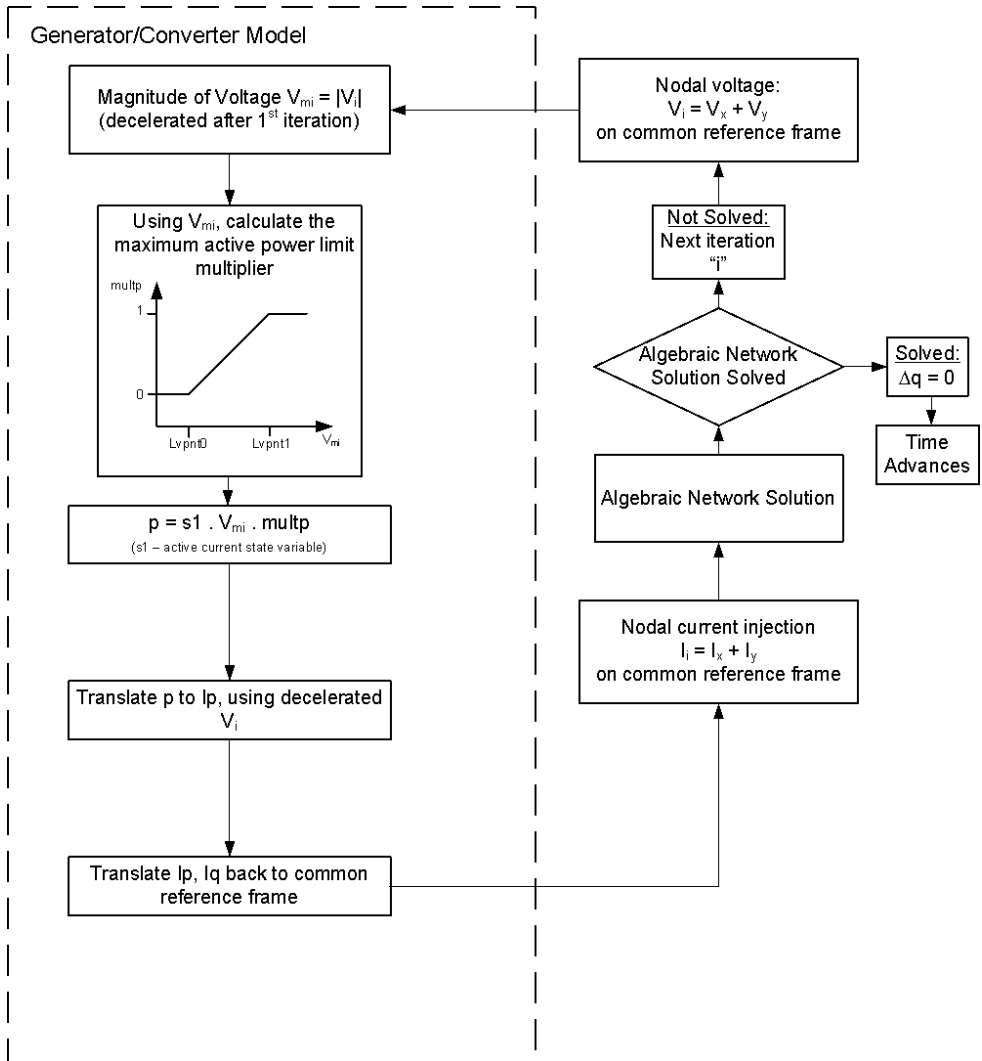 Generator/Converter Model
Magnitude of Voltage Vmi = |Vi|
(decelerated after 1st iteration)
Using Vmi, calculate the
maximum active power limit
multiplier
multp
1
0
Lvpnt0
Lvpnt1
Vmi
p = s1 . Vmi . multp
(s1 – active current state variable)
Translate p to Ip, using decelerated
Vi
Translate Ip, Iq back to common
reference frame
Nodal voltage:
Vi = Vx + Vy
on common reference frame
Not Solved:
Next iteration
“i”
Algebraic Network
Solution Solved
Solved:
Δq = 0
Time
Advances
Algebraic Network Solution
Nodal current injection
Ii = Ix + Iy
on common reference frame